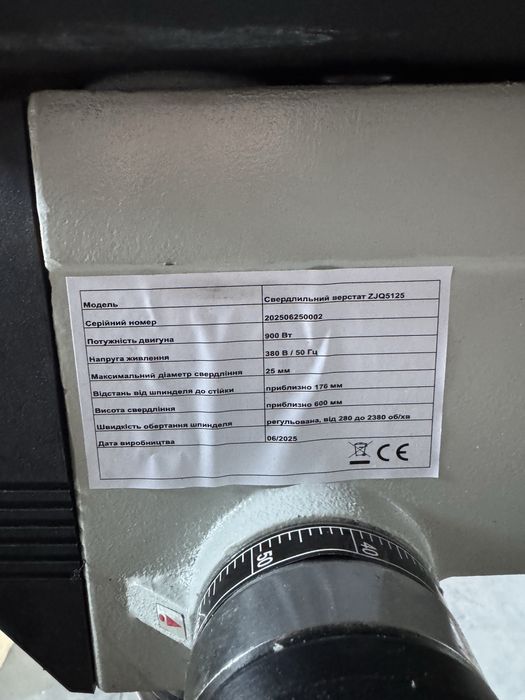 Модель Свердлильний верстат ZJQ5125
Серійний номер 202506250002
Потужність двигуна 900 Вт
Напруга живлення 380 В / 50 Гц
Максимальний діаметр свердління 25 мм
Відстань від шпинделя до стійки приблизно 176 мм
Висота свердління приблизно 600 мм
Швидкість обертання шпинделя регульована, від 280 до 2380 об/хв
Дата виробництва 06/2025
CE
50 40